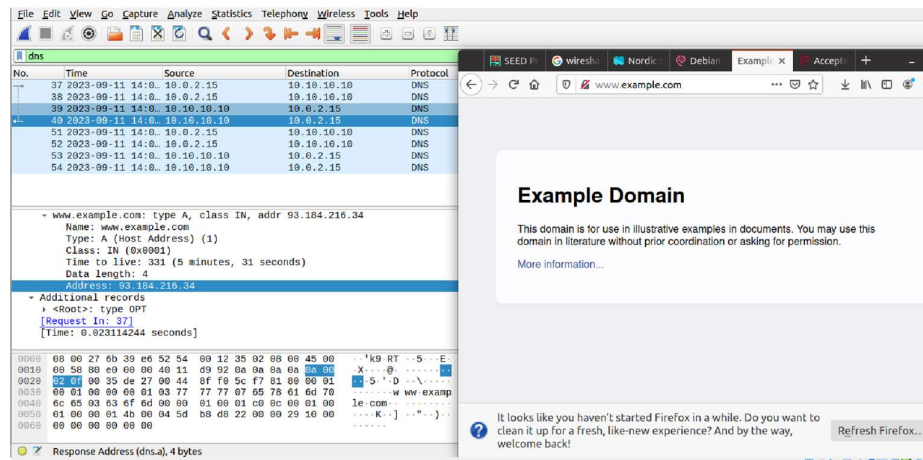 File Edit View Go Capture Analyze Statistics Telephony Wireless Tools Help
dns
No. Time Source Destination Protocol
37 2023-09-11 14:0… 10.0.2.15 10.10.10.10 DNS
38 2023-09-11 14:0… 10.0.2.15 10.10.10.10 DNS
39 2023-09-11 14:0… 10.10.10.10 10.0.2.15 DNS
40 2023-09-11 14:0… 10.10.10.10 10.0.2.15 DNS
51 2023-09-11 14:0… 10.0.2.15 10.10.10.10 DNS
52 2023-09-11 14:0… 10.0.2.15 10.10.10.10 DNS
53 2023-09-11 14:0… 10.10.10.10 10.0.2.15 DNS
54 2023-09-11 14:0… 10.10.10.10 10.0.2.15 DNS
www.example.com: type A, class IN, addr 93.184.216.34
Name: www.example.com
Type: A (Host Address) (1)
Class: IN (0x0001)
Time to live: 331 (5 minutes, 31 seconds)
Data length: 4
Address: 93.184.216.34
Additional records
<Root>: type OPT
[Request In: 37]
[Time: 0.023114244 seconds]
0000 08 00 27 6b 39 e6 52 54 00 12 35 02 08 00 45 00 ··'k9·RT ··5···E·
0010 00 58 80 e0 00 00 40 11 d9 92 0a 0a 0a 0a 0a 00 ·X····@· ········
0020 02 0f 00 35 de 27 00 44 8f f0 5c f7 81 80 00 01 ···5·'·D ··\·····
0030 00 01 00 00 00 01 03 77 77 77 07 65 78 61 6d 70 ·······w ww·examp
0040 6c 65 03 63 6f 6d 00 00 01 00 01 c0 0c 00 01 00 le·com·· ········
0050 01 00 00 01 4b 00 04 5d b8 d8 22 00 00 29 10 00 ····K··] ··"··)··
0060 00 00 00 00 00 00 ······
Response Address (dns.a), 4 bytes
SEED Pr wiresha Nordic Debian Example × Accept +
www.example.com
Example Domain
This domain is for use in illustrative examples in documents. You may use this
domain in literature without prior coordination or asking for permission.
More information...
It looks like you haven't started Firefox in a while. Do you want to
clean it up for a fresh, like-new experience? And by the way,
welcome back!
Refresh Firefox...